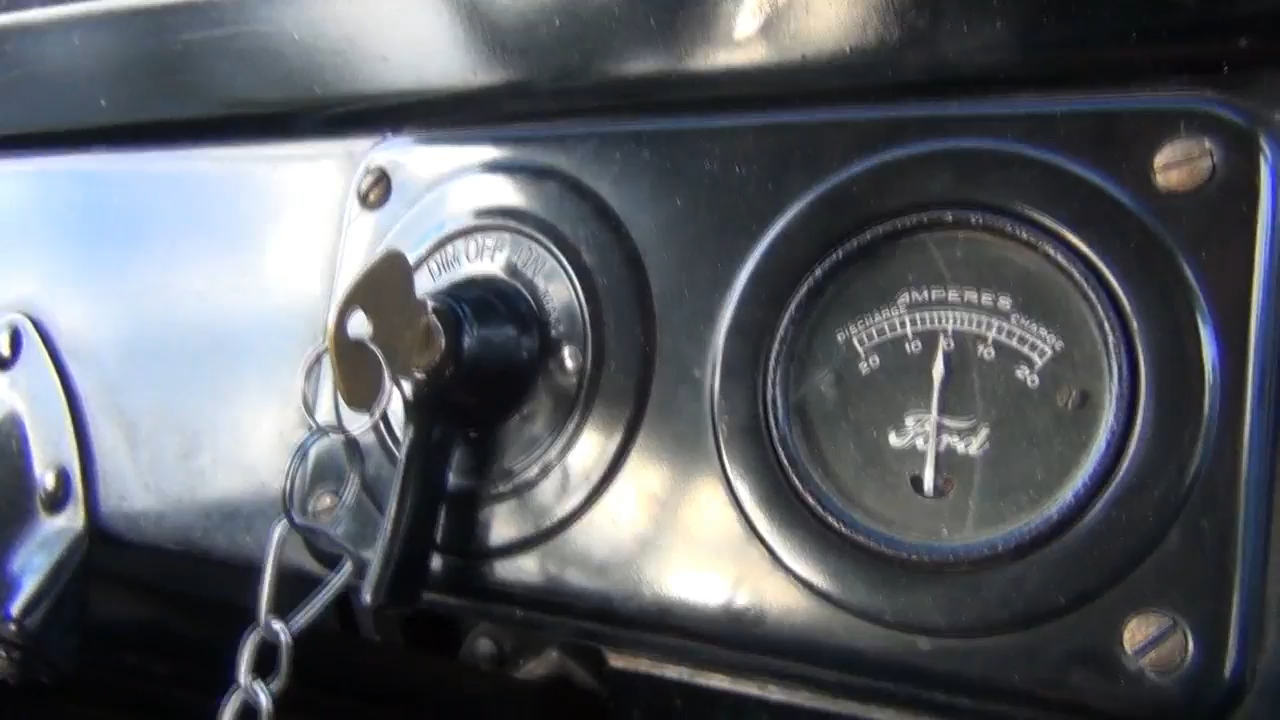 DIM OFF ON
AMPERES
DISCHARGE CHARGE
20 10 0 10 20
Ford